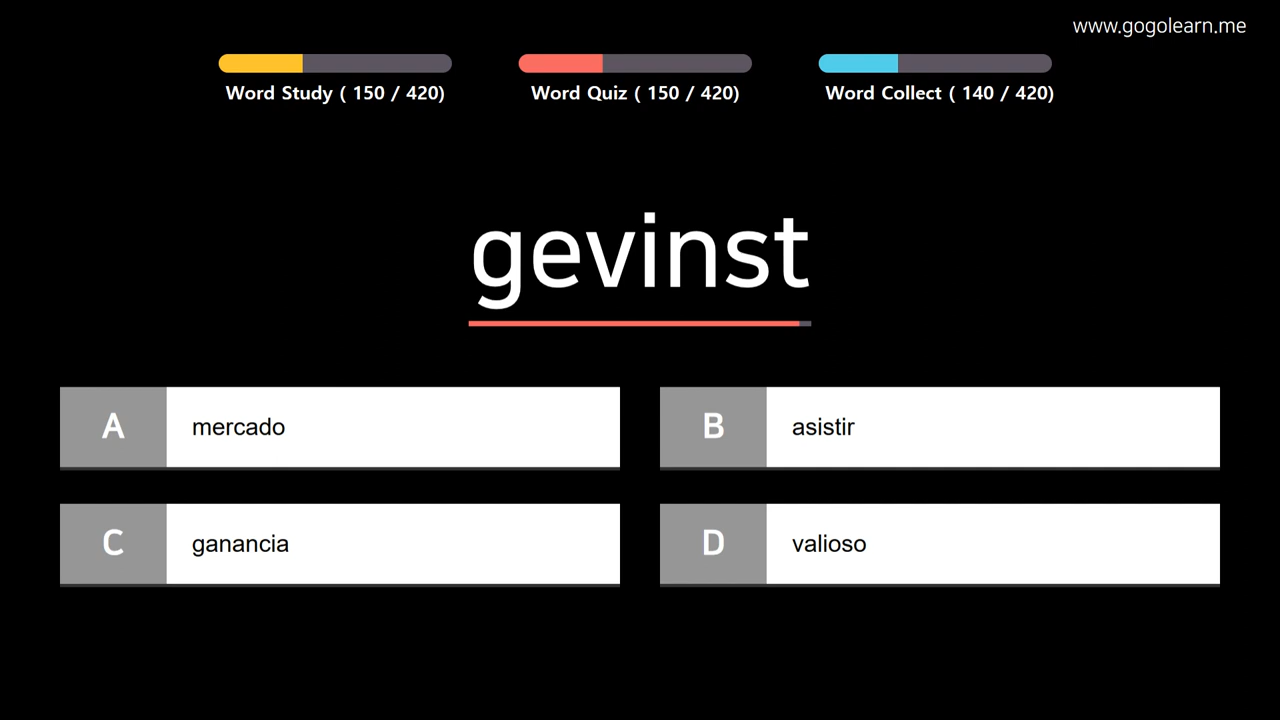 www.gogolearn.me
Word Study ( 150 / 420)
Word Quiz ( 150 / 420)
Word Collect ( 140 / 420)
gevinst
A mercado
B asistir
C ganancia
D valioso